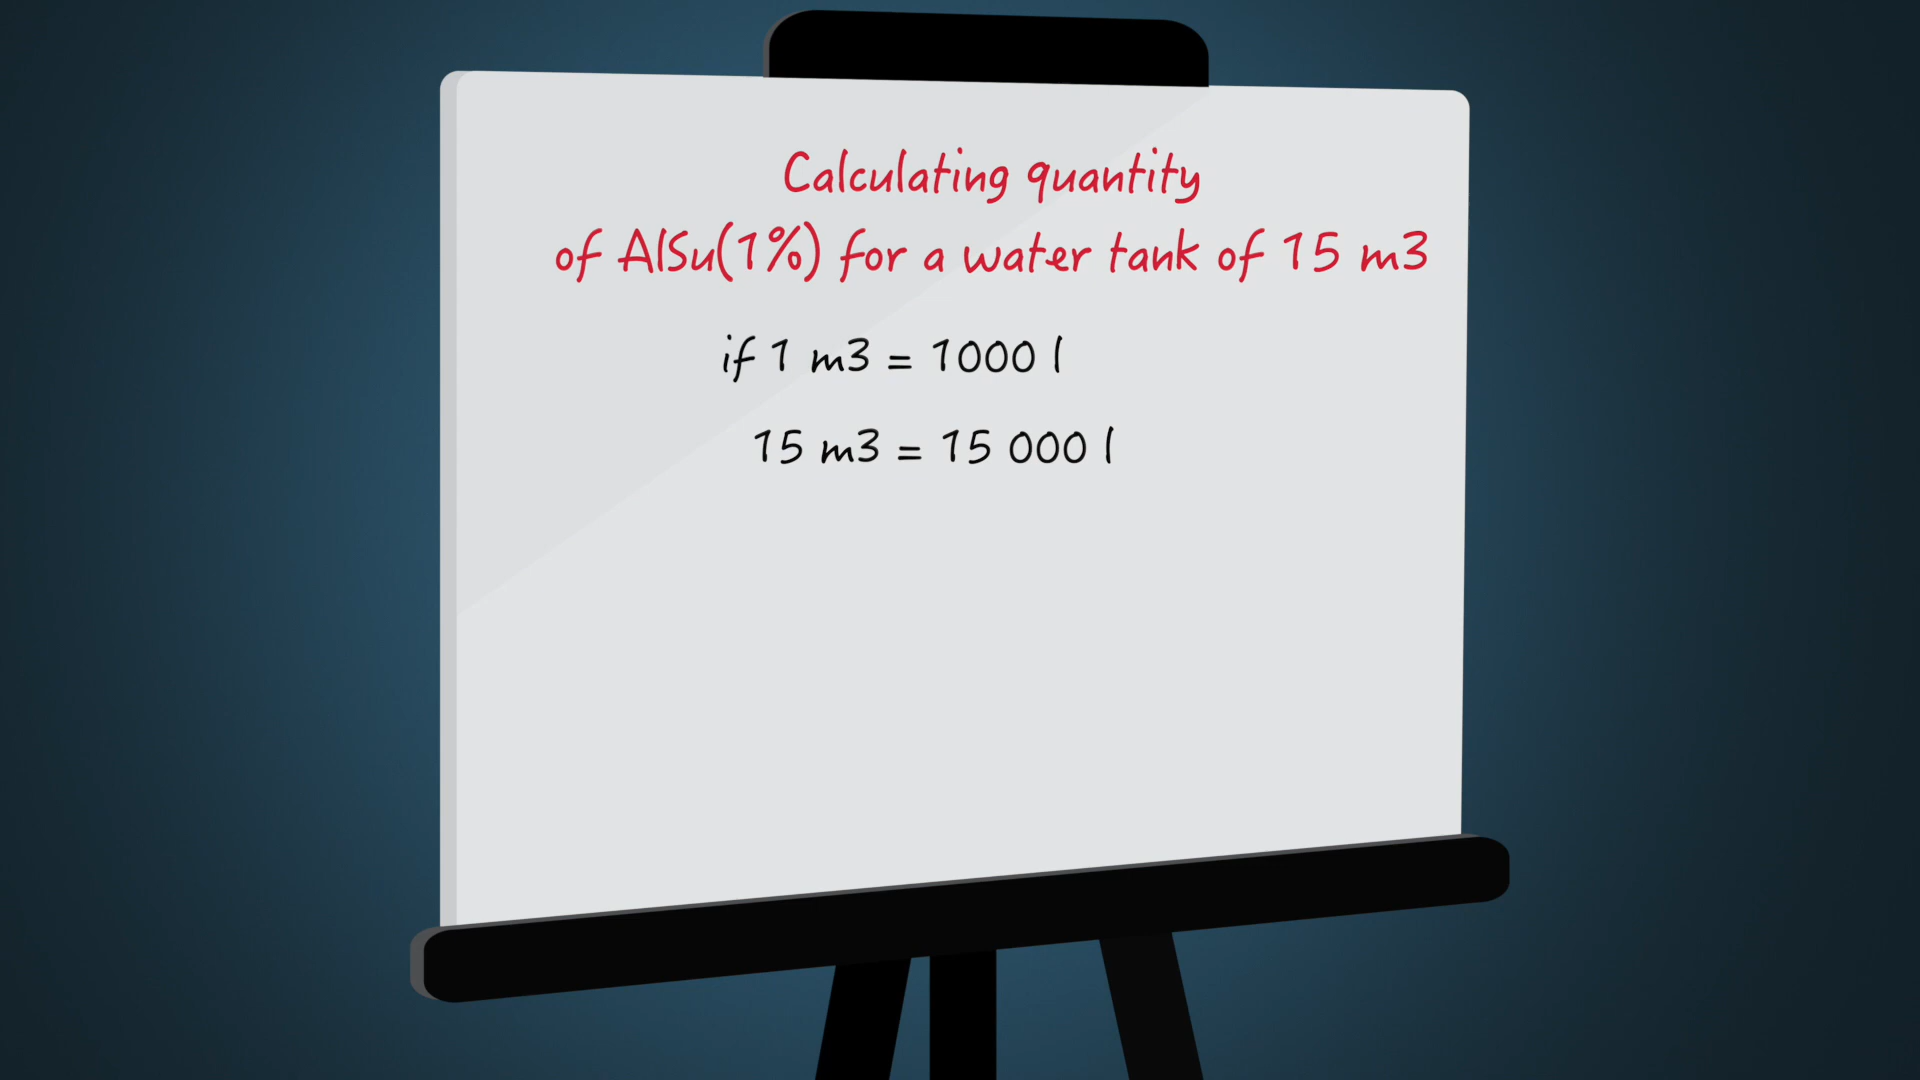 Calculating quantity
of AlSu(1%) for a water tank of 15 m3
if 1 m3 = 1000 l
15 m3 = 15 000 l